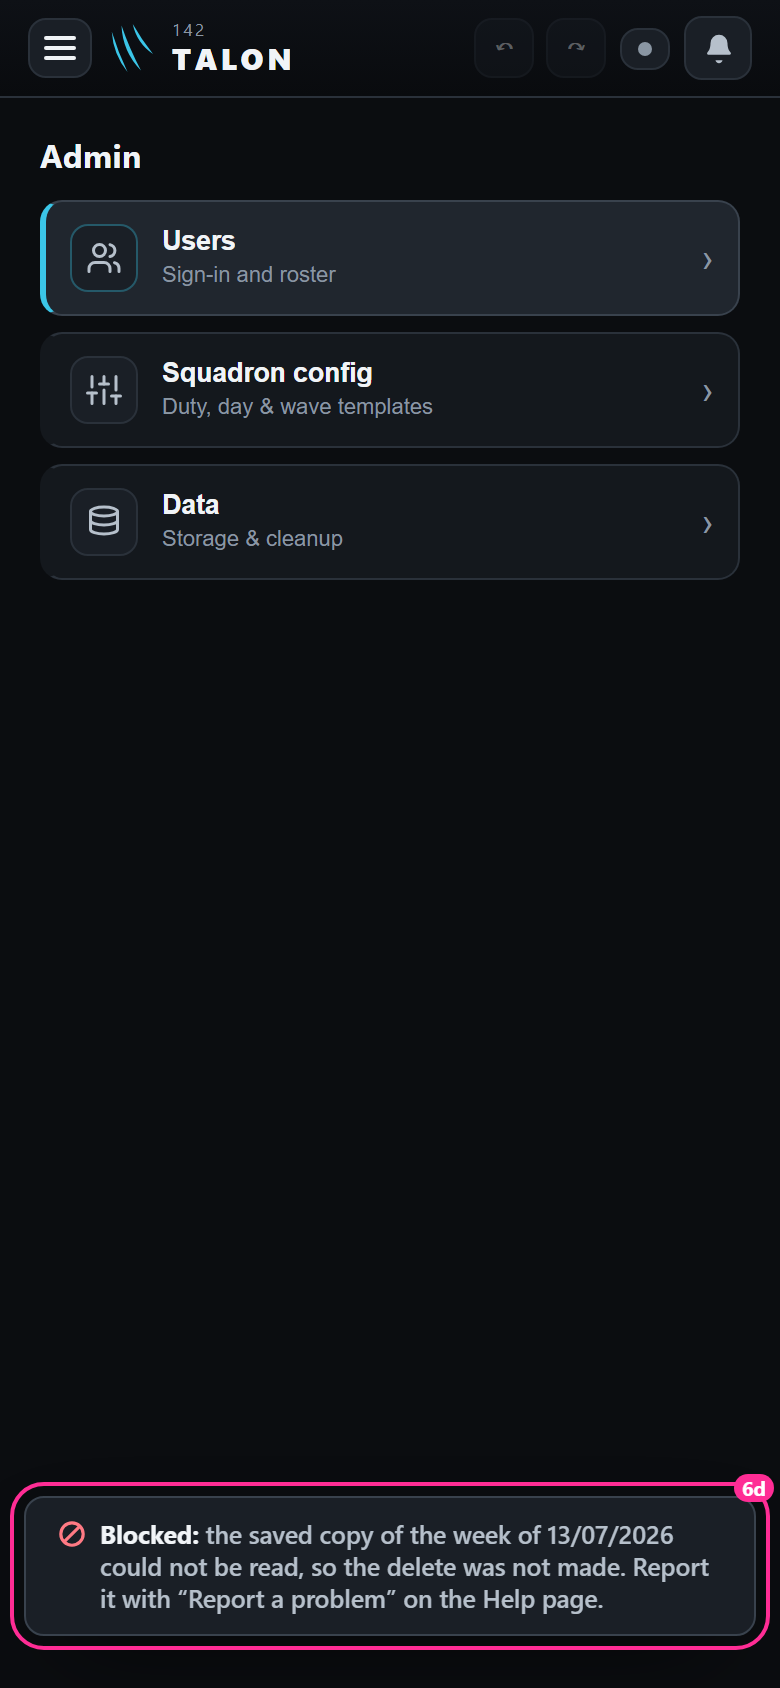 142
TALON
Admin
Users
Sign-in and roster
Squadron config
Duty, day & wave templates
Data
Storage & cleanup
6d
Blocked: the saved copy of the week of 13/07/2026
could not be read, so the delete was not made. Report
it with “Report a problem” on the Help page.